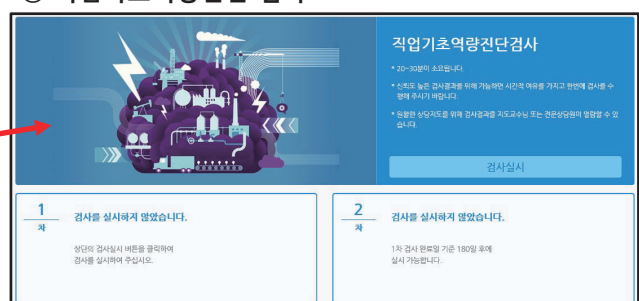 직업기초역량진단검사
* 20~30분이 소요됩니다.
* 신뢰도 높은 검사결과를 위해 가능하면 시간적 여유를 가지고 한번에 검사를 수
행해 주시기 바랍니다.
* 원활한 상담지도를 위해 검사결과를 지도교수님 또는 전문상담원이 열람할 수 있
습니다.
검사실시
1
차
검사를 실시하지 않았습니다.
상단의 검사실시 버튼을 클릭하여
검사를 실시하여 주십시오.
2
차
검사를 실시하지 않았습니다.
1차 검사 완료일 기준 180일 후에
실시 가능합니다.